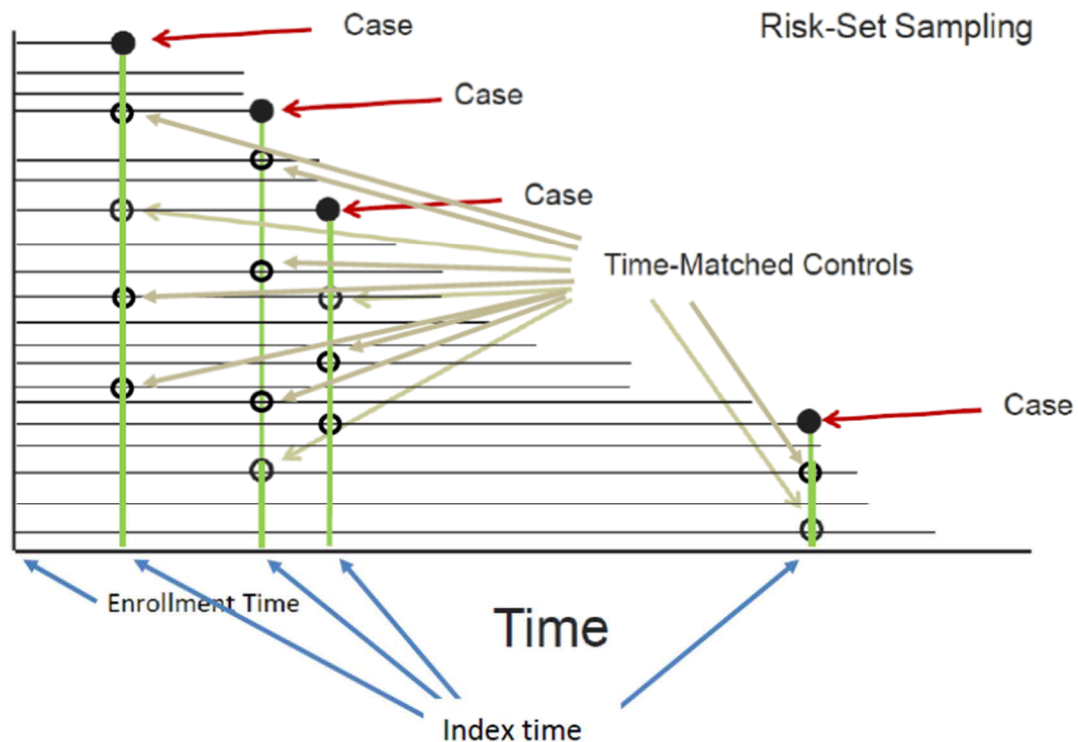 Case
Risk-Set Sampling
Case
Case
Time-Matched Controls
Case
Enrollment Time
Time
Index time